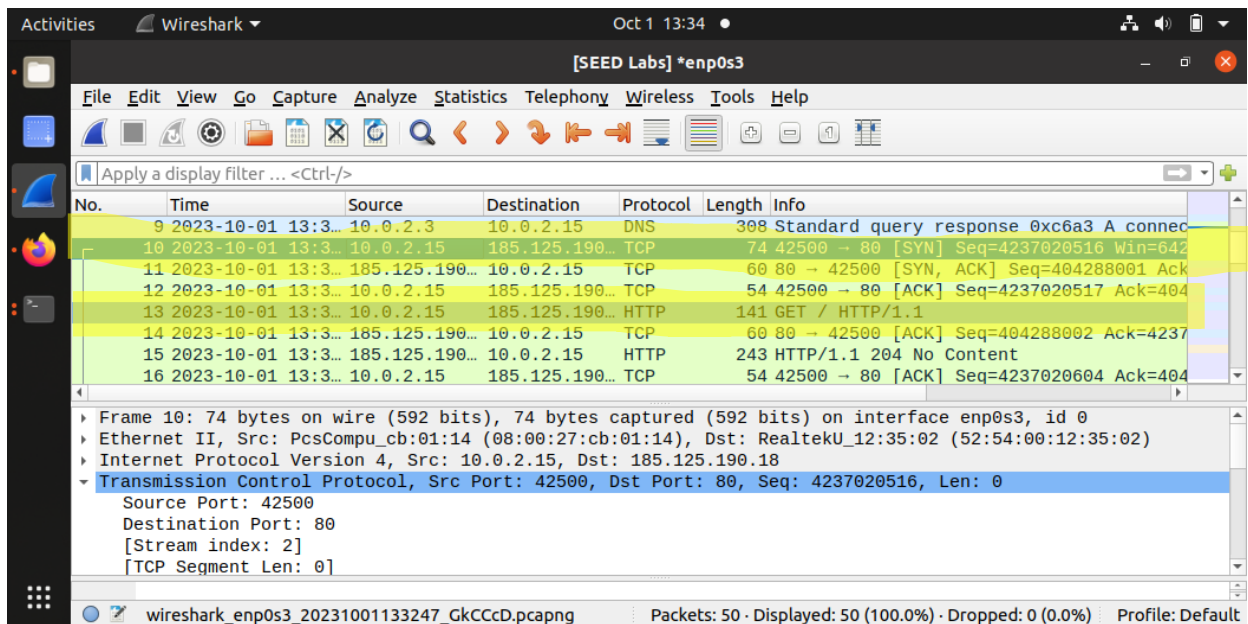 Activities Wireshark Oct 1 13:34
[SEED Labs] *enp0s3
File Edit View Go Capture Analyze Statistics Telephony Wireless Tools Help
Apply a display filter … <Ctrl-/>
No. Time Source Destination Protocol Length Info
9 2023-10-01 13:3… 10.0.2.3 10.0.2.15 DNS 308 Standard query response 0xc6a3 A connec
10 2023-10-01 13:3… 10.0.2.15 185.125.190… TCP 74 42500 → 80 [SYN] Seq=4237020516 Win=642
11 2023-10-01 13:3… 185.125.190… 10.0.2.15 TCP 60 80 → 42500 [SYN, ACK] Seq=404288001 Ack
12 2023-10-01 13:3… 10.0.2.15 185.125.190… TCP 54 42500 → 80 [ACK] Seq=4237020517 Ack=404
13 2023-10-01 13:3… 10.0.2.15 185.125.190… HTTP 141 GET / HTTP/1.1
14 2023-10-01 13:3… 185.125.190… 10.0.2.15 TCP 60 80 → 42500 [ACK] Seq=404288002 Ack=4237
15 2023-10-01 13:3… 185.125.190… 10.0.2.15 HTTP 243 HTTP/1.1 204 No Content
16 2023-10-01 13:3… 10.0.2.15 185.125.190… TCP 54 42500 → 80 [ACK] Seq=4237020604 Ack=404
Frame 10: 74 bytes on wire (592 bits), 74 bytes captured (592 bits) on interface enp0s3, id 0
Ethernet II, Src: PcsCompu_cb:01:14 (08:00:27:cb:01:14), Dst: RealtekU_12:35:02 (52:54:00:12:35:02)
Internet Protocol Version 4, Src: 10.0.2.15, Dst: 185.125.190.18
Transmission Control Protocol, Src Port: 42500, Dst Port: 80, Seq: 4237020516, Len: 0
Source Port: 42500
Destination Port: 80
[Stream index: 2]
[TCP Segment Len: 0]
wireshark_enp0s3_20231001133247_GkCCcD.pcapng Packets: 50 · Displayed: 50 (100.0%) · Dropped: 0 (0.0%) Profile: Default